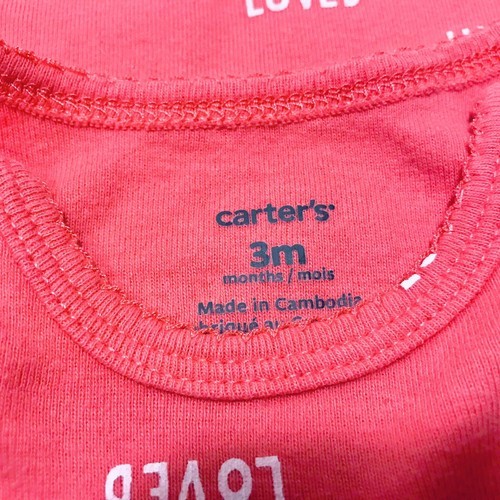 LOVED
carter's
3m
months / mois
Made in Cambodia
LOVED